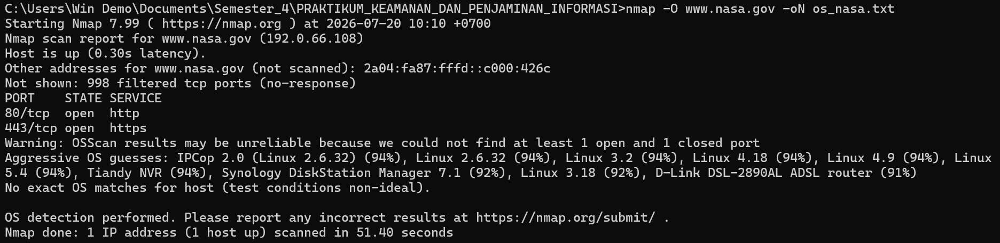 C:\Users\Win Demo\Documents\Semester_4\PRAKTIKUM_KEAMANAN_DAN_PENJAMINAN_INFORMASI>nmap -O www.nasa.gov -oN os_nasa.txt
Starting Nmap 7.99 ( https://nmap.org ) at 2026-07-20 10:10 +0700
Nmap scan report for www.nasa.gov (192.0.66.108)
Host is up (0.30s latency).
Other addresses for www.nasa.gov (not scanned): 2a04:fa87:fffd::c000:426c
Not shown: 998 filtered tcp ports (no-response)
PORT    STATE SERVICE
80/tcp  open  http
443/tcp open  https
Warning: OSScan results may be unreliable because we could not find at least 1 open and 1 closed port
Aggressive OS guesses: IPCop 2.0 (Linux 2.6.32) (94%), Linux 2.6.32 (94%), Linux 3.2 (94%), Linux 4.18 (94%), Linux 4.9 (94%), Linux
5.4 (94%), Tiandy NVR (94%), Synology DiskStation Manager 7.1 (92%), Linux 3.18 (92%), D-Link DSL-2890AL ADSL router (91%)
No exact OS matches for host (test conditions non-ideal).

OS detection performed. Please report any incorrect results at https://nmap.org/submit/ .
Nmap done: 1 IP address (1 host up) scanned in 51.40 seconds